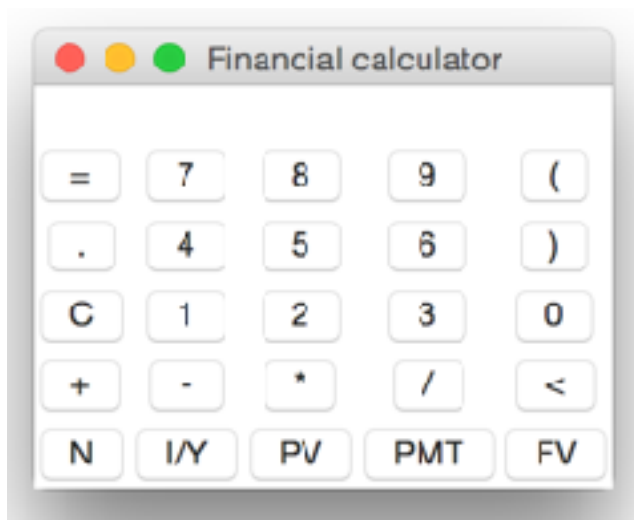 Financial calculator
= 7 8 9 (
. 4 5 6 )
C 1 2 3 0
+ - * / <
N I/Y PV PMT FV